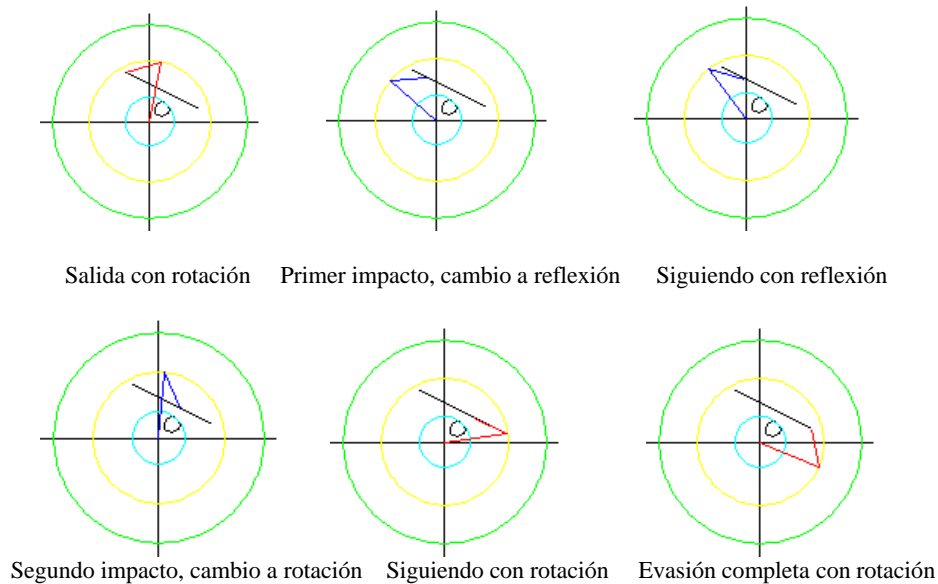 Salida con rotación
Primer impacto, cambio a reflexión
Siguiendo con reflexión
Segundo impacto, cambio a rotación
Siguiendo con rotación
Evasión completa con rotación